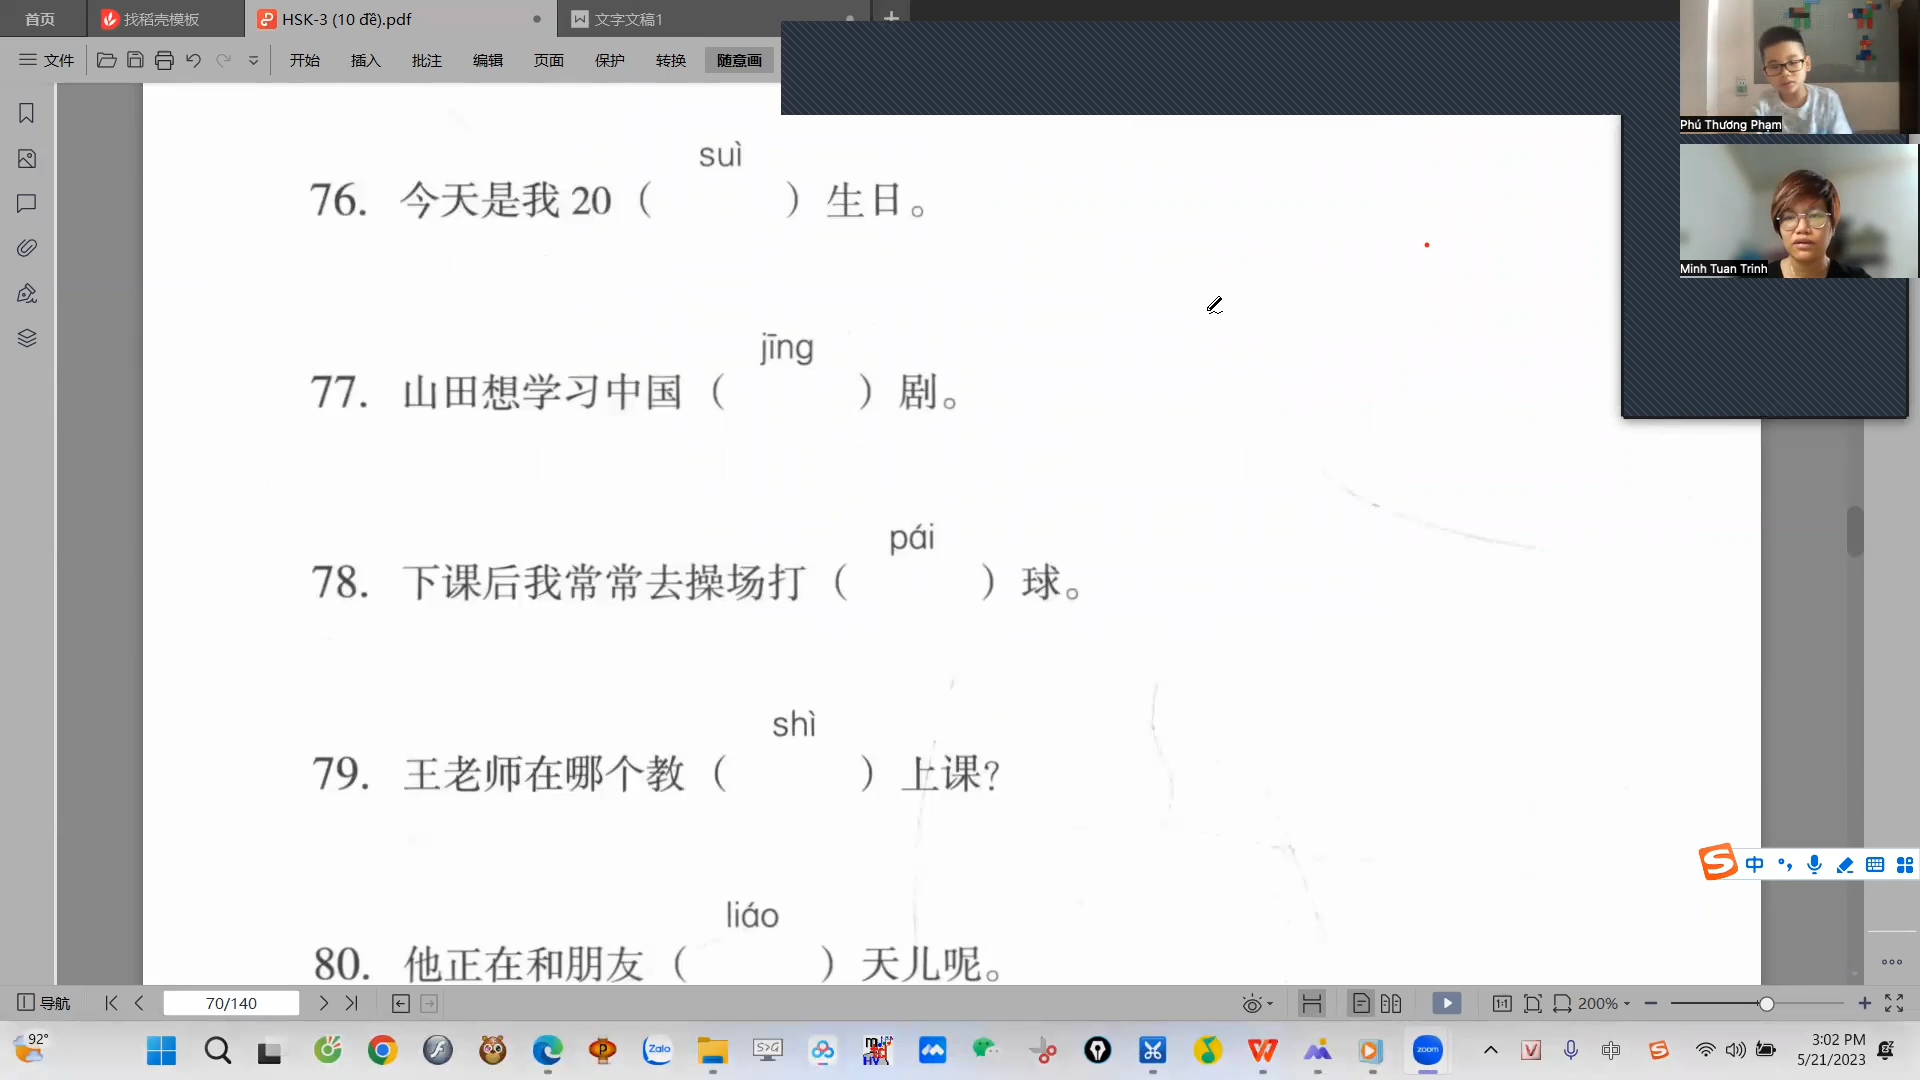 首页
找稻壳模板
HSK-3 (10 đề).pdf
文字文稿1
文件
开始
插入
批注
编辑
页面
保护
转换
随意画
Phú Thương Phạm
Minh Tuan Trinh
suì
76. 今天是我 20（ ）生日。
jīng
77. 山田想学习中国（ ）剧。
pái
78. 下课后我常常去操场打（ ）球。
shì
79. 王老师在哪个教（ ）上课?
liáo
80. 他正在和朋友（ ）天儿呢。
中
导航
70/140
1:1
200%
92°
Zalo
zoom
中
3:02 PM
5/21/2023